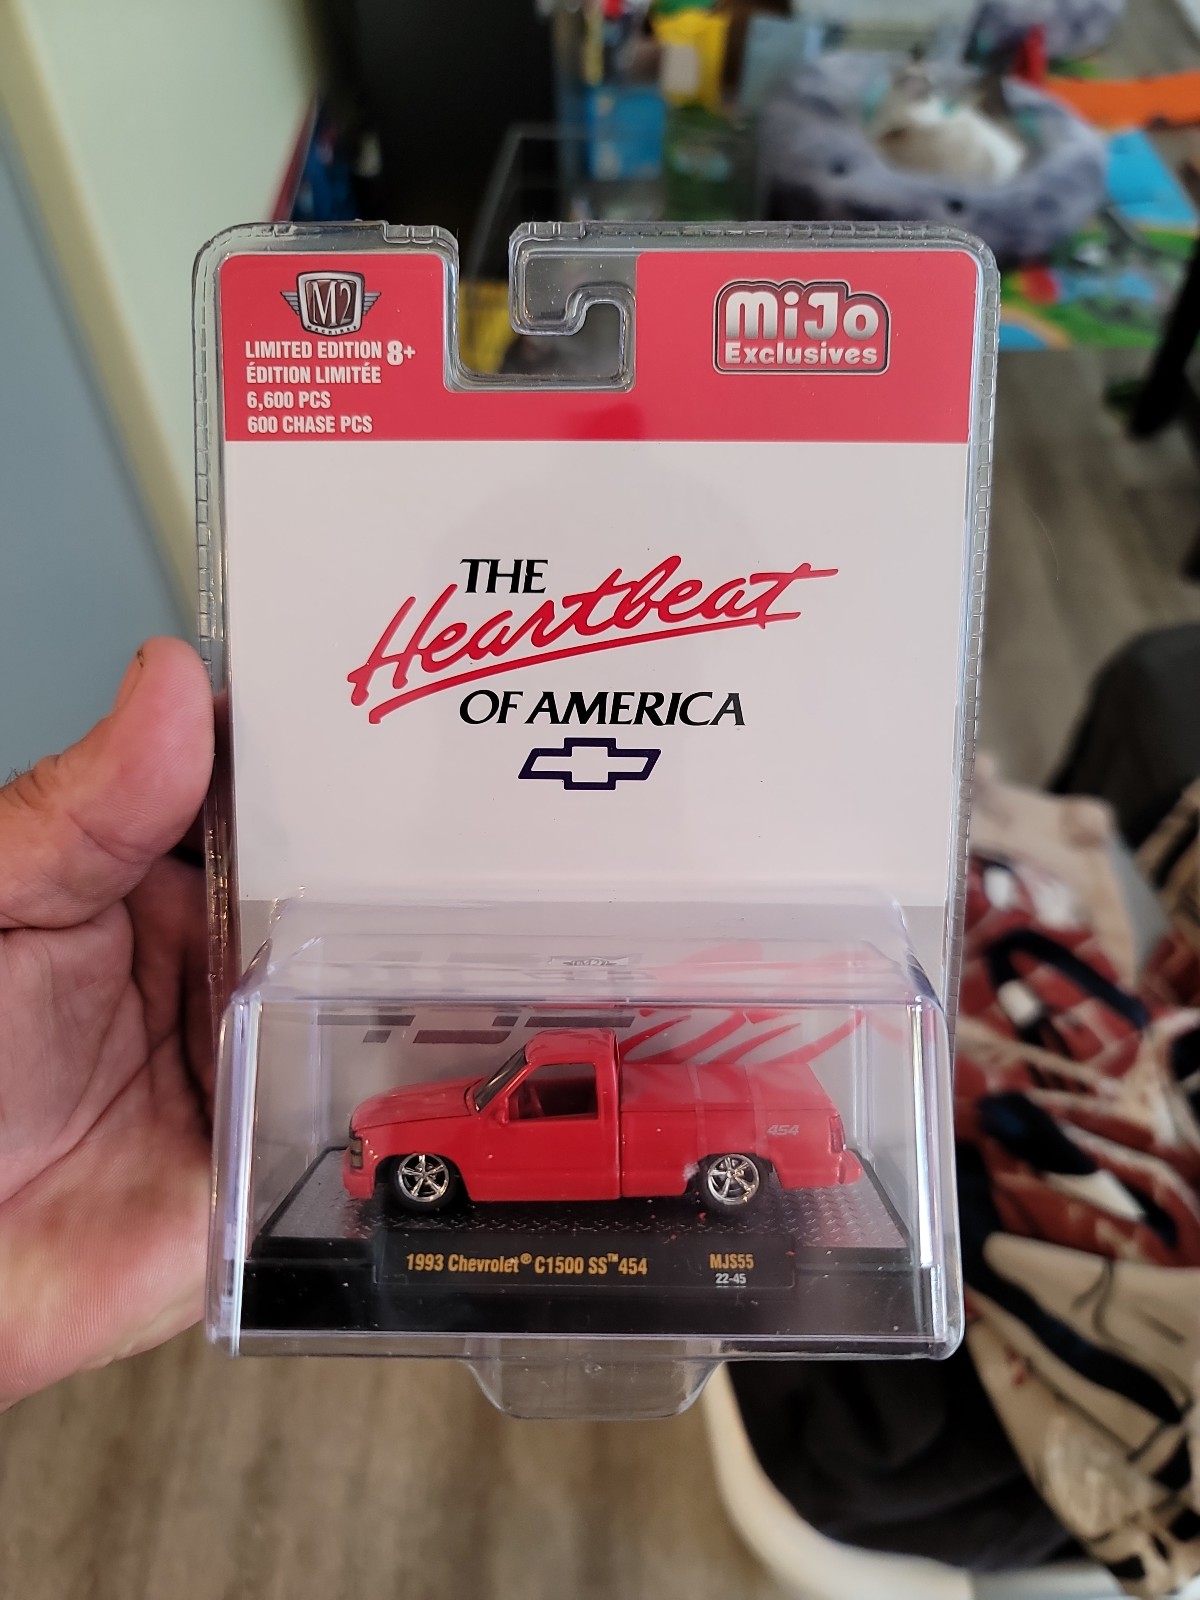 M2
MACHINES
LIMITED EDITION 8+
ÉDITION LIMITÉE
6,600 PCS
600 CHASE PCS
MiJo
Exclusives
THE
Heartbeat
OF AMERICA
454
1993 Chevrolet® C1500 SS™ 454
MJS55
22-45